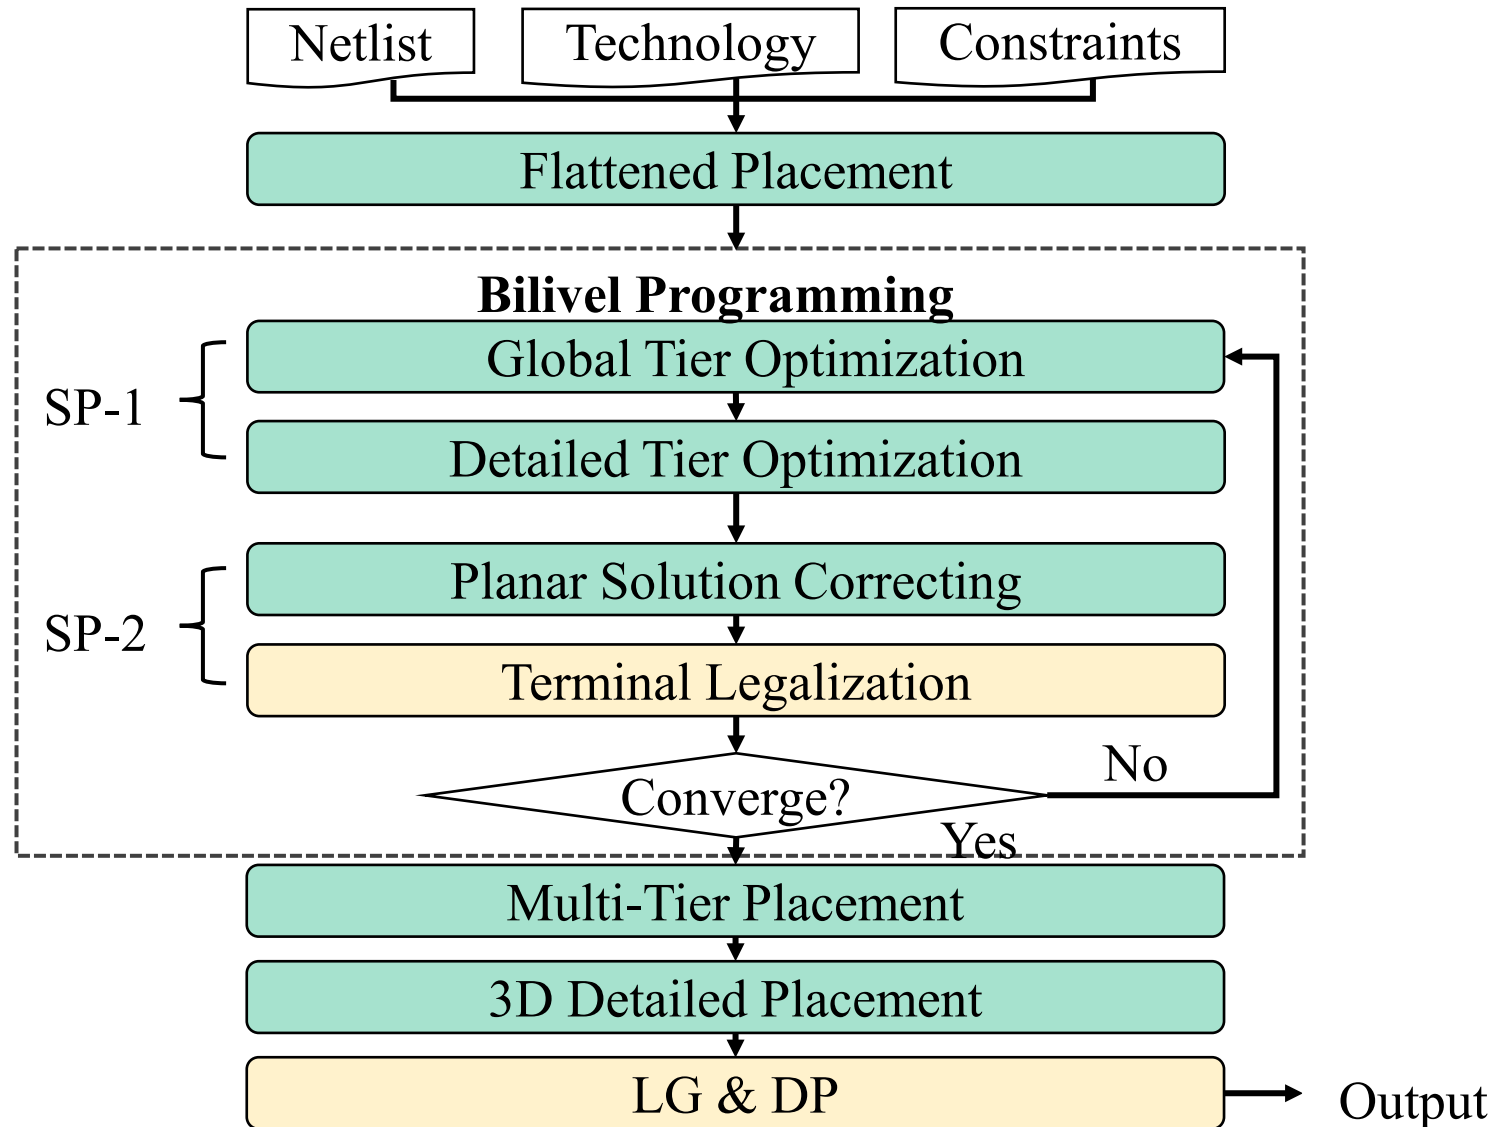 Netlist Technology Constraints
Flattened Placement
Bilivel Programming
Global Tier Optimization
SP-1
Detailed Tier Optimization
Planar Solution Correcting
SP-2
Terminal Legalization
No
Converge?
Yes
Multi-Tier Placement
3D Detailed Placement
LG & DP
Output